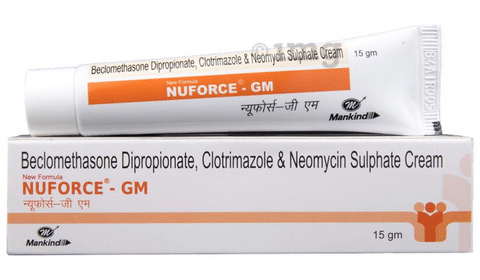 1mg
Beclomethasone Dipropionate, Clotrimazole & Neomycin Sulphate Cream
15 gm
New Formula
NUFORCE®- GM
न्यूफोर्स–जी एम
Mankind
Beclomethasone Dipropionate, Clotrimazole & Neomycin Sulphate Cream
New Formula
NUFORCE®- GM
न्यूफोर्स–जी एम
Mankind
15 gm